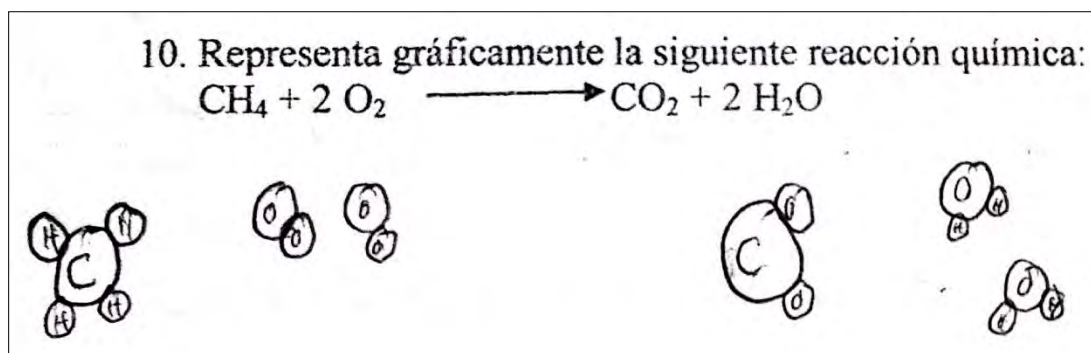 10. Representa gráficamente la siguiente reacción química:
CH₄ + 2 O₂ ⟶ CO₂ + 2 H₂O
H H O O O C O
C O O H H
H H O O
H H